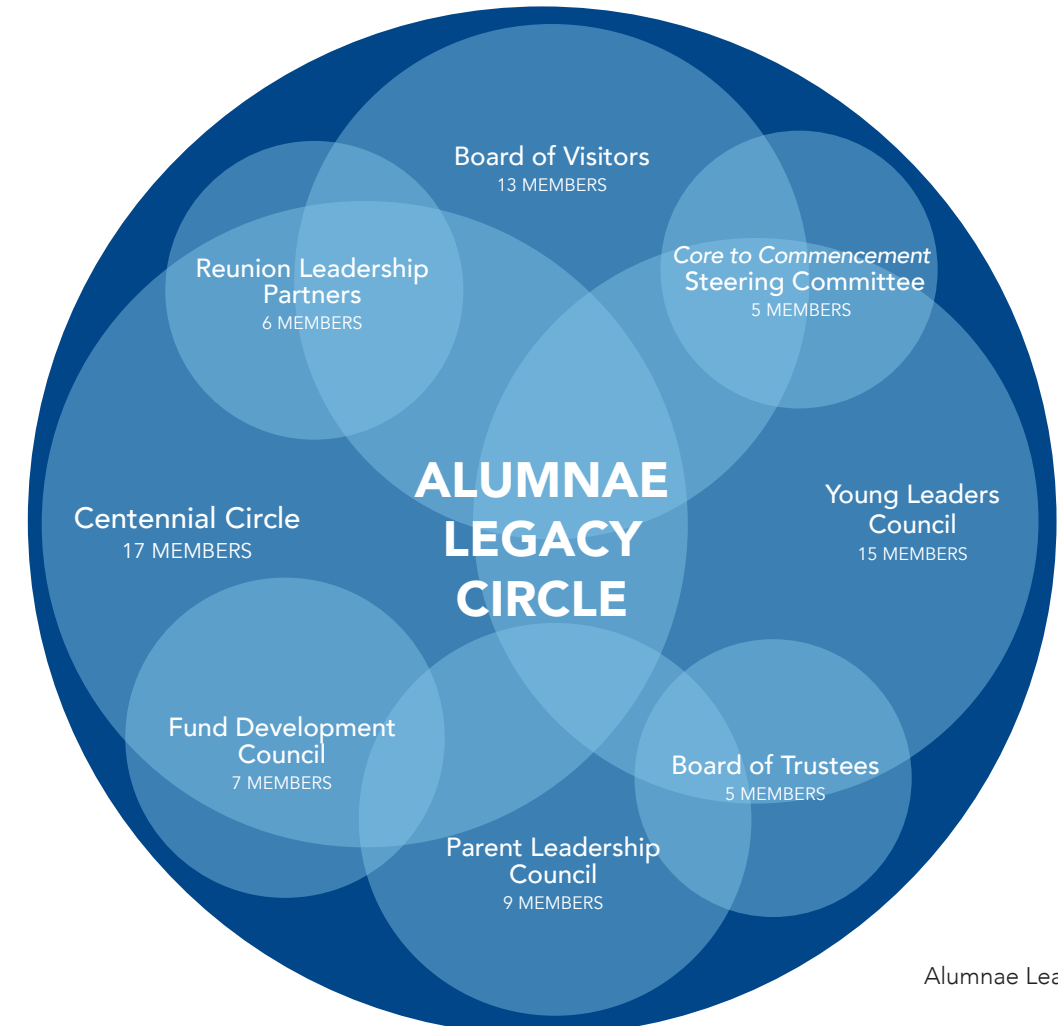 Board of Visitors
13 MEMBERS
Reunion Leadership
Partners
6 MEMBERS
Core to Commencement
Steering Committee
5 MEMBERS
ALUMNAE
LEGACY
CIRCLE
Centennial Circle
17 MEMBERS
Young Leaders
Council
15 MEMBERS
Fund Development
Council
7 MEMBERS
Board of Trustees
5 MEMBERS
Parent Leadership
Council
9 MEMBERS
Alumnae Lea